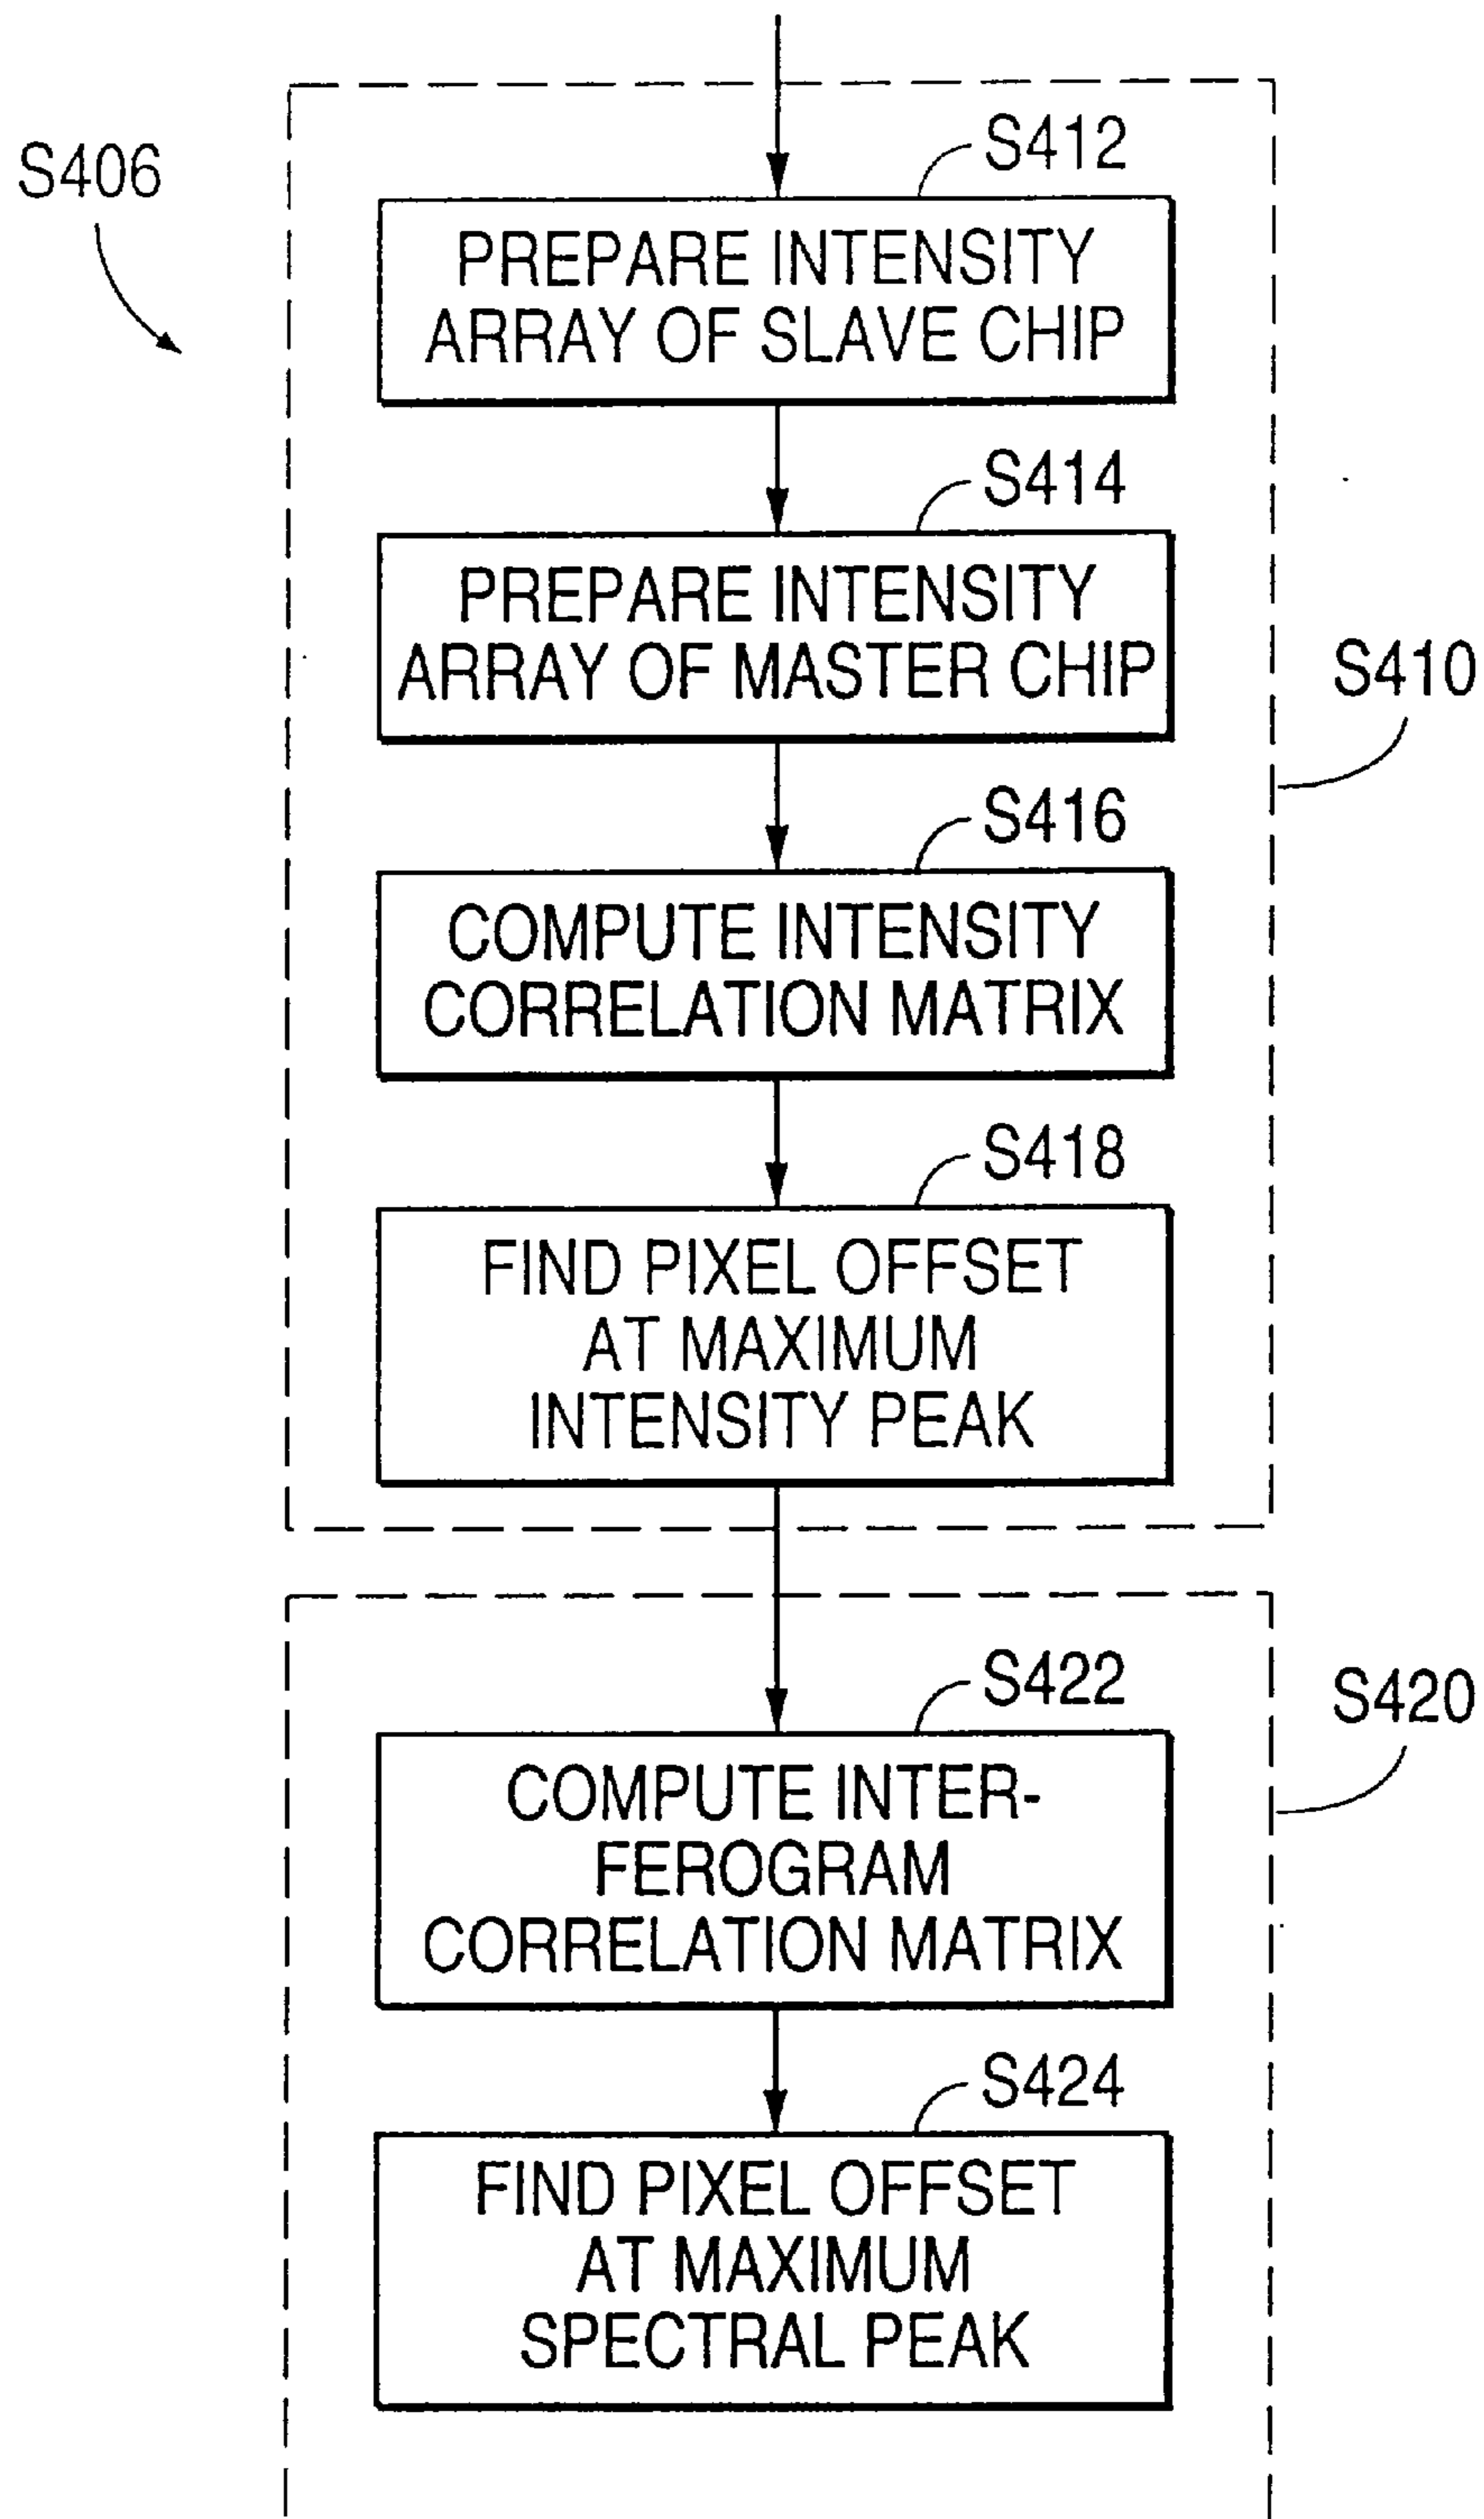 S406
S412
PREPARE INTENSITY
ARRAY OF SLAVE CHIP
S414
PREPARE INTENSITY
ARRAY OF MASTER CHIP
S410
S416
COMPUTE INTENSITY
CORRELATION MATRIX
S418
FIND PIXEL OFFSET
AT MAXIMUM
INTENSITY PEAK
S422
S420
COMPUTE INTER-
FEROGRAM
CORRELATION MATRIX
S424
FIND PIXEL OFFSET
AT MAXIMUM
SPECTRAL PEAK